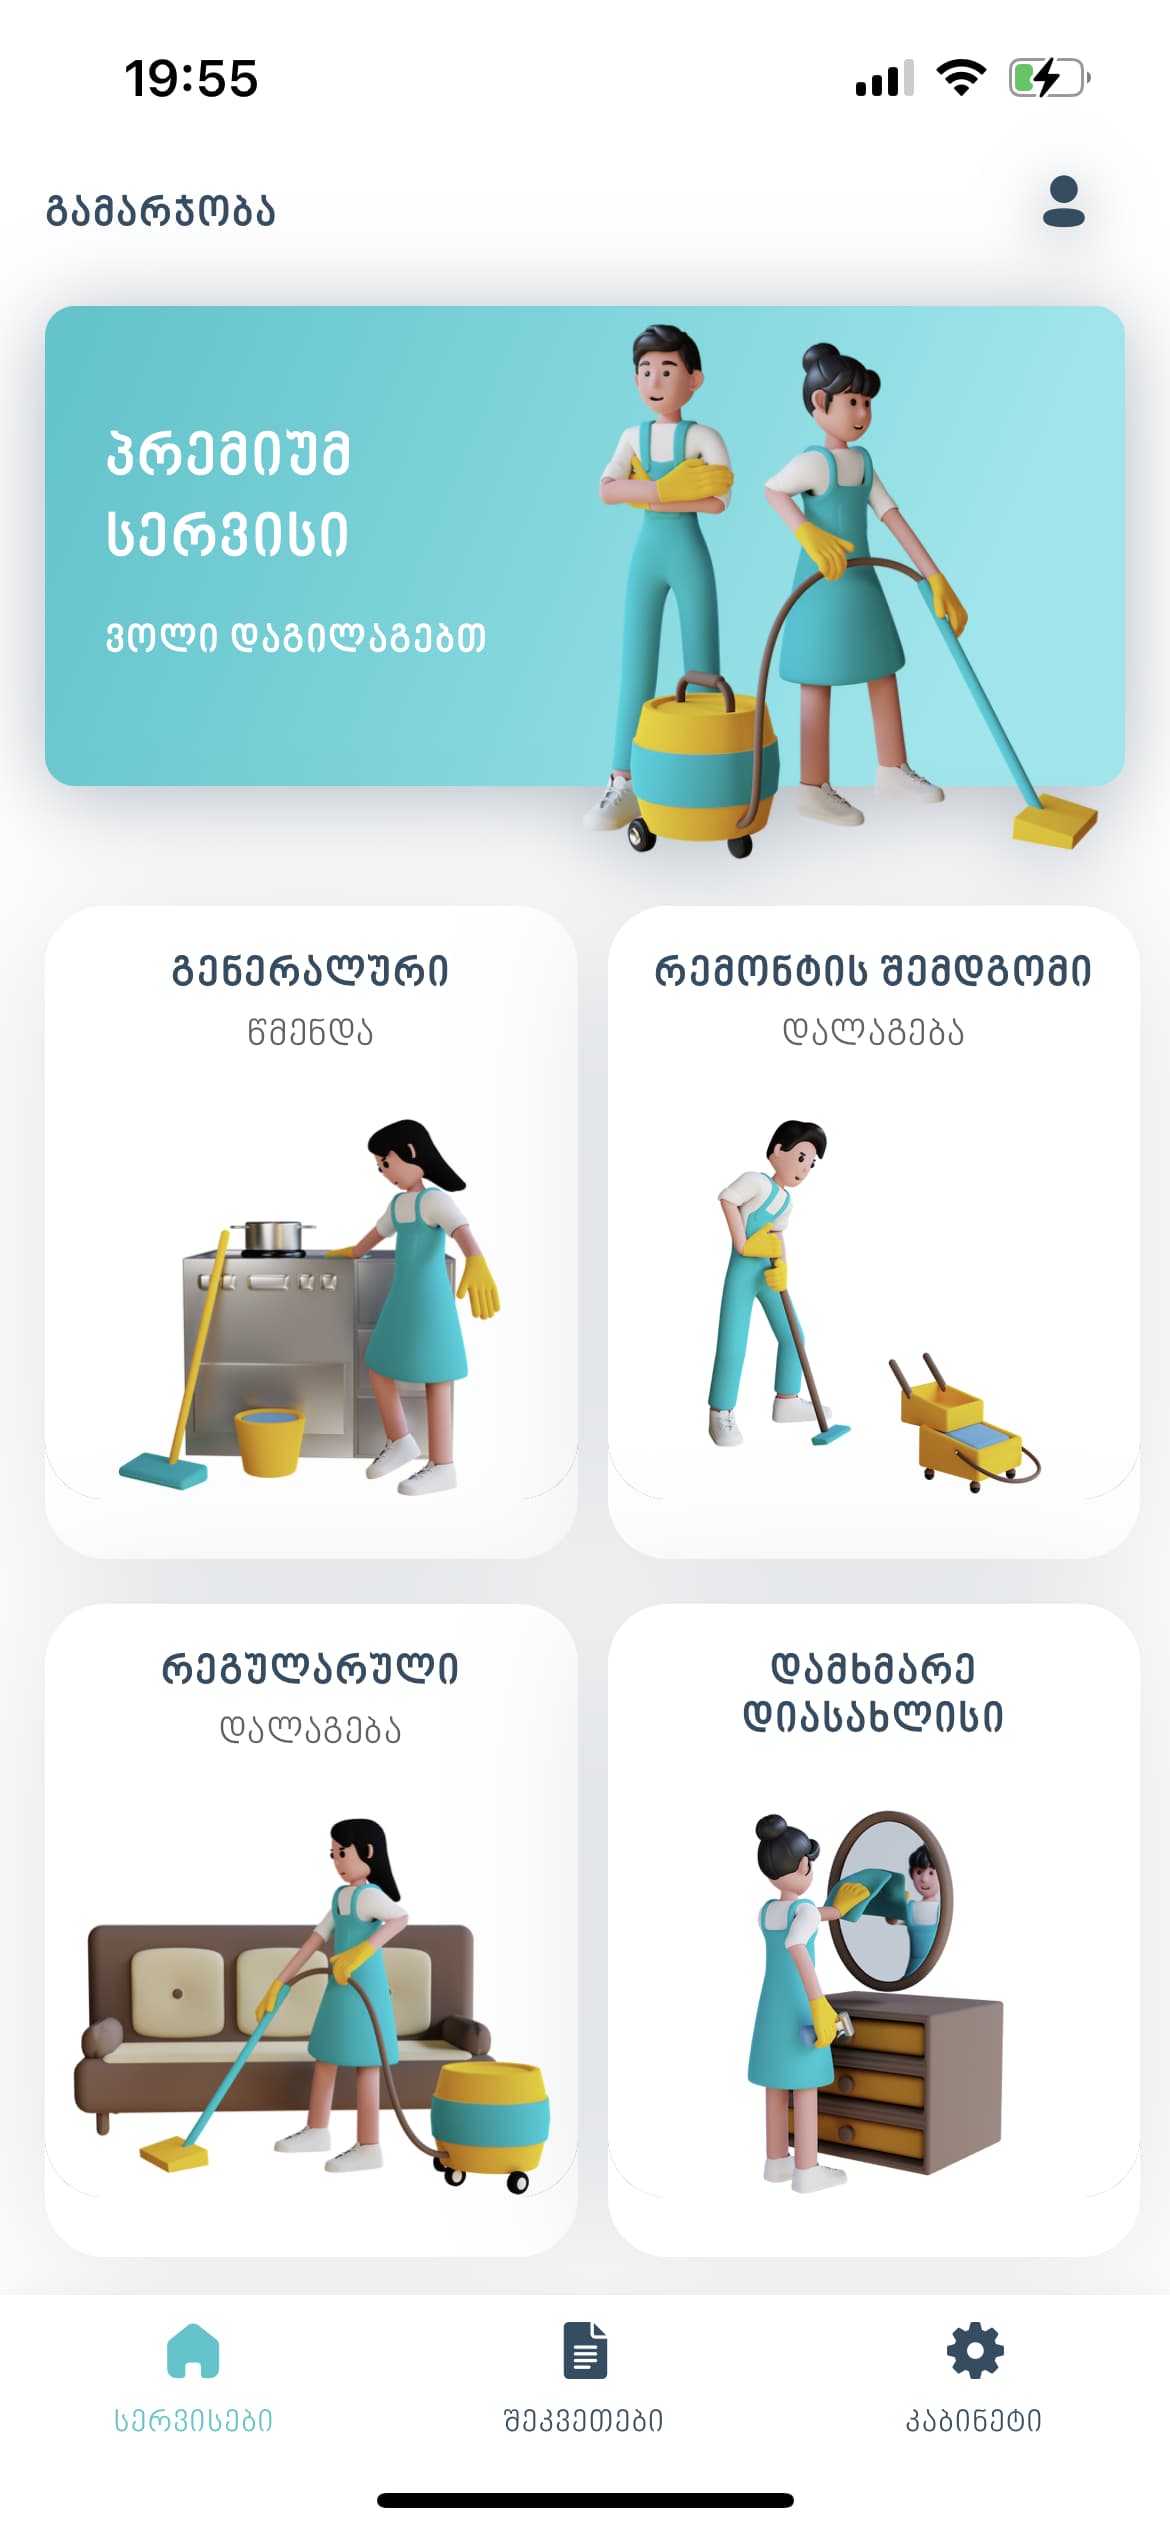 19:55
გამარჯობა
პრემიუმ
სერვისი
ვოლი დაგილაგებთ
გენერალური
წმენდა
რემონტის შემდგომი
დალაგება
რეგულარული
დალაგება
დამხმარე
დიასახლისი
სერვისები
შეკვეთები
კაბინეტი